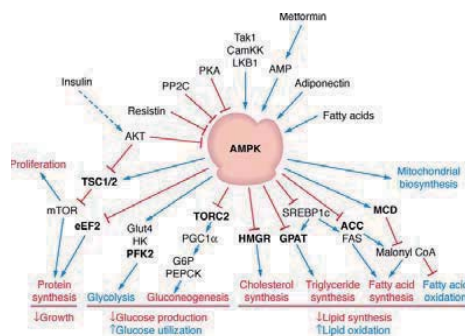 Metformin
Tak1
CamKK
LKB1
AMP
PKA
PP2C
Adiponectin
Insulin
Resistin
Fatty acids
AKT
AMPK
Proliferation
TSC1/2
Mitochondrial
biosynthesis
mTOR
eEF2
Glut4
HK
PFK2
TORC2
PGC1α
G6P
PEPCK
HMGR
GPAT
SREBP1c
ACC
FAS
MCD
Malonyl CoA
Protein
synthesis
Glycolysis
Gluconeogenesis
Cholesterol
synthesis
Triglyceride
synthesis
Fatty acid
synthesis
Fatty acid
oxidation
↓Growth
↓Glucose production
↑Glucose utilization
↓Lipid synthesis
↑Lipid oxidation